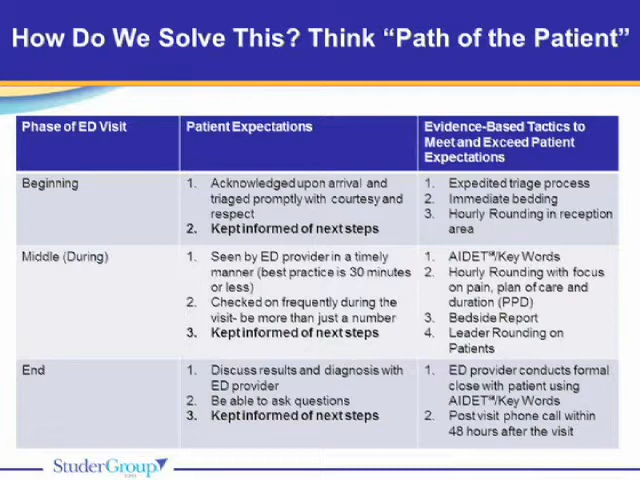 How Do We Solve This? Think “Path of the Patient”
Phase of ED Visit
Patient Expectations
Evidence-Based Tactics to
Meet and Exceed Patient
Expectations
Beginning
1. Acknowledged upon arrival and
triaged promptly with courtesy and
respect
2. Kept informed of next steps
1. Expedited triage process
2. Immediate bedding
3. Hourly Rounding in reception
area
Middle (During)
1. Seen by ED provider in a timely
manner (best practice is 30 minutes
or less)
2. Checked on frequently during the
visit- be more than just a number
3. Kept informed of next steps
1. AIDET℠/Key Words
2. Hourly Rounding with focus
on pain, plan of care and
duration (PPD)
3. Bedside Report
4. Leader Rounding on
Patients
End
1. Discuss results and diagnosis with
ED provider
2. Be able to ask questions
3. Kept informed of next steps
1. ED provider conducts formal
close with patient using
AIDET℠/Key Words
2. Post visit phone call within
48 hours after the visit
StuderGroup